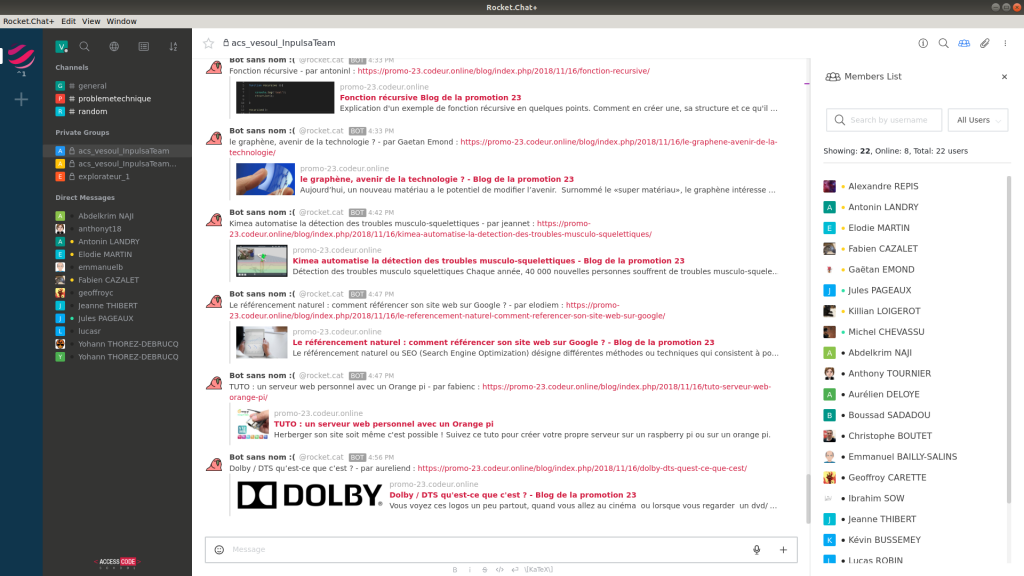 Rocket.Chat+
Rocket.Chat+ Edit View Window
^1
Channels
general
problemetechnique
random
Private Groups
acs_vesoul_InpulsaTeam
acs_vesoul_InpulsaTeam...
explorateur_1
Direct Messages
Abdelkrim NAJI
anthonyt18
Antonin LANDRY
Elodie MARTIN
emmanuelb
Fabien CAZALET
geoffroyc
Jeanne THIBERT
Jules PAGEAUX
lucasr
Yohann THOREZ-DEBRUCQ
Yohann THOREZ-DEBRUCQ
ACCESS CODE
SCHOOL
acs_vesoul_InpulsaTeam
Bot sans nom :( @rocket.cat BOT 4:33 PM
Fonction récursive - par antoninl : https://promo-23.codeur.online/blog/index.php/2018/11/16/fonction-recursive/
Fonction récursive Blog de la promotion 23
Explication d'un exemple de fonction récursive en quelques points. Comment en créer une, sa structure et ce qu'il ...
Bot sans nom :( @rocket.cat BOT 4:33 PM
le graphène, avenir de la technologie ? - par Gaetan Emond : https://promo-23.codeur.online/blog/index.php/2018/11/16/le-graphene-avenir-de-la-
technologie/
promo-23.codeur.online
le graphène, avenir de la technologie ? - Blog de la promotion 23
Aujourd'hui, un nouveau matériau a le potentiel de modifier l'avenir. Surnommé le «super matériau», le graphène intéresse ...
Bot sans nom :( @rocket.cat BOT 4:42 PM
Kimea automatise la détection des troubles musculo-squelettiques - par jeannet : https://promo-
23.codeur.online/blog/index.php/2018/11/16/kimea-automatise-la-detection-des-troubles-musculo-squelettiques/
promo-23.codeur.online
Kimea automatise la détection des troubles musculo-squelettiques - Blog de la promotion 23
Détection des troubles musculo squelettiques Chaque année, 40 000 nouvelles personnes souffrent de troubles musculo-squele...
Bot sans nom :( @rocket.cat BOT 4:47 PM
Le référencement naturel : comment référencer son site web sur Google ? - par elodiem : https://promo-
23.codeur.online/blog/index.php/2018/11/16/le-referencement-naturel-comment-referencer-son-site-web-sur-google/
promo-23.codeur.online
Le référencement naturel : comment référencer son site web sur Google ? - Blog de la promotion 23
Le référencement naturel ou SEO (Search Engine Optimization) désigne différentes méthodes ou techniques qui consistent à po...
Bot sans nom :( @rocket.cat BOT 4:47 PM
TUTO : un serveur web personnel avec un Orange pi - par fabienc : https://promo-23.codeur.online/blog/index.php/2018/11/16/tuto-serveur-web-
orange-pi/
promo-23.codeur.online
TUTO : un serveur web personnel avec un Orange pi
Herberger son site soit même c'est possible ! Suivez ce tuto pour créer votre propre serveur sur un raspberry pi ou sur un orange pi.
Bot sans nom :( @rocket.cat BOT 4:56 PM
Dolby / DTS qu'est-ce que c'est ? - par aureliend : https://promo-23.codeur.online/blog/index.php/2018/11/16/dolby-dts-quest-ce-que-cest/
DOLBY.
promo-23.codeur.online
Dolby / DTS qu'est-ce que c'est ? - Blog de la promotion 23
Vous voyez ces logos un peu partout, quand vous allez au cinéma ou lorsque vous regarder un dvd/ ...
Message
B i S </> \[KaTeX\]
Members List
Search by username
All Users
Showing: 22, Online: 8, Total: 22 users
Alexandre REPIS
Antonin LANDRY
Elodie MARTIN
Fabien CAZALET
Gaëtan EMOND
Jules PAGEAUX
Killian LOIGEROT
Michel CHEVASSU
Abdelkrim NAJI
Anthony TOURNIER
Aurélien DELOYE
Boussad SADADOU
Christophe BOUTET
Emmanuel BAILLY-SALINS
Geoffroy CARETTE
Ibrahim SOW
Jeanne THIBERT
Kévin BUSSEMEY
Lucas ROBIN